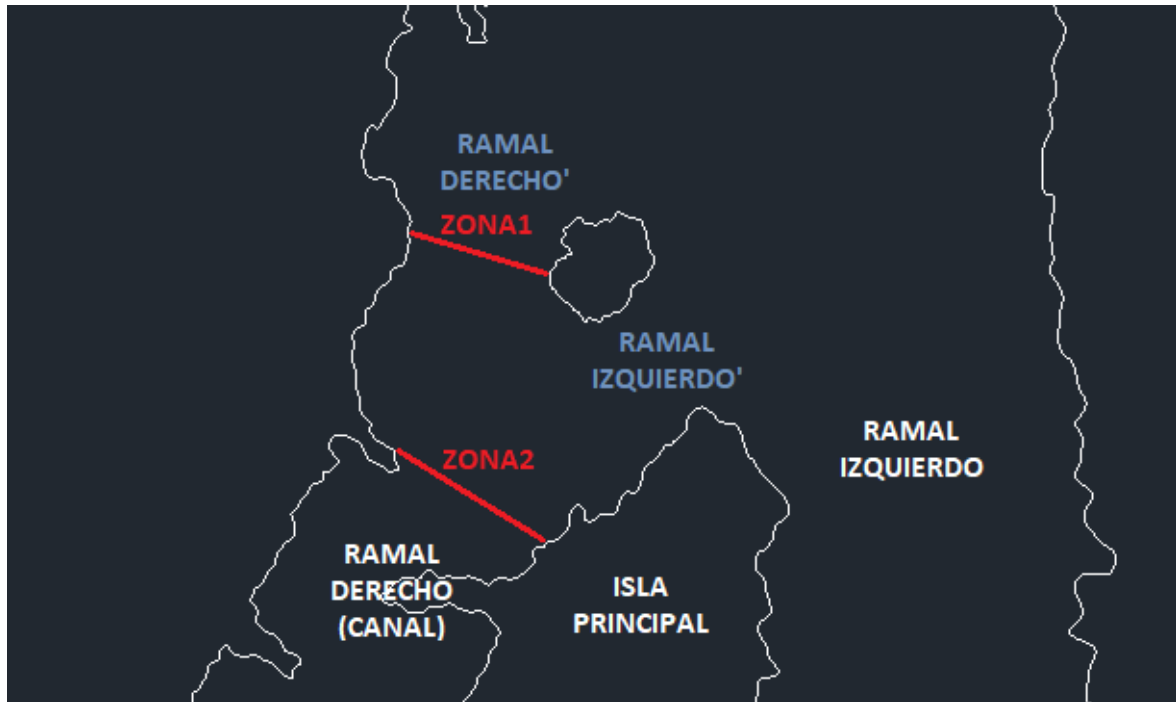 RAMAL
DERECHO'
ZONA1
RAMAL
IZQUIERDO'
RAMAL
IZQUIERDO
ZONA2
RAMAL
DERECHO
(CANAL)
ISLA
PRINCIPAL